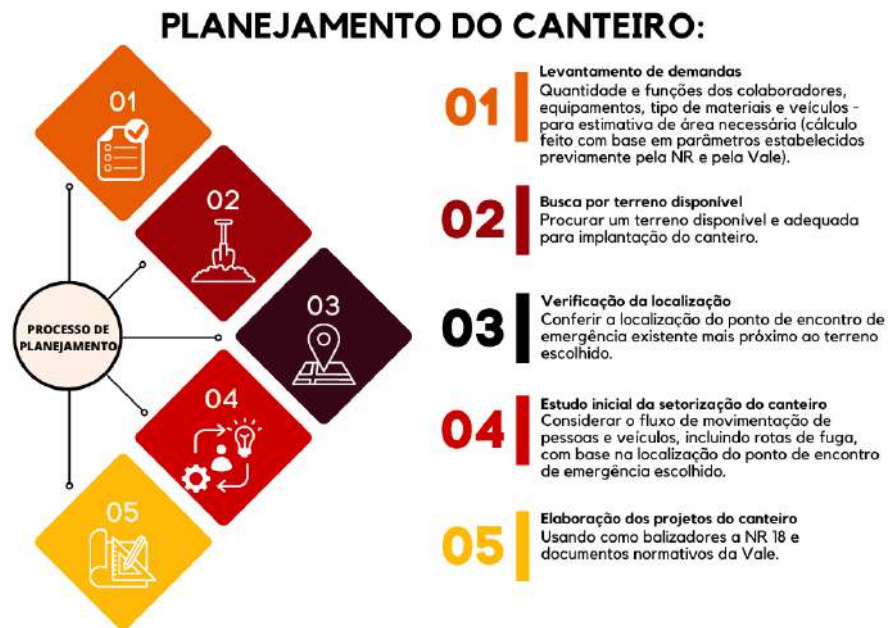 PLANEJAMENTO DO CANTEIRO:
01
02
03
04
05
PROCESSO DE
PLANEJAMENTO
01
Levantamento de demandas
Quantidade e funções dos colaboradores,
equipamentos, tipo de materiais e veículos -
para estimativa de área necessária (cálculo
feito com base em parâmetros estabelecidos
previamente pela NR e pela Vale).
02
Busca por terreno disponível
Procurar um terreno disponível e adequada
para implantação do canteiro.
03
Verificação da localização
Conferir a localização do ponto de encontro de
emergência existente mais próximo ao terreno
escolhido.
04
Estudo inicial da setorização do canteiro
Considerar o fluxo de movimentação de
pessoas e veículos, incluindo rotas de fuga,
com base na localização do ponto de encontro
de emergência escolhido.
05
Elaboração dos projetos do canteiro
Usando como balizadores a NR 18 e
documentos normativos da Vale.